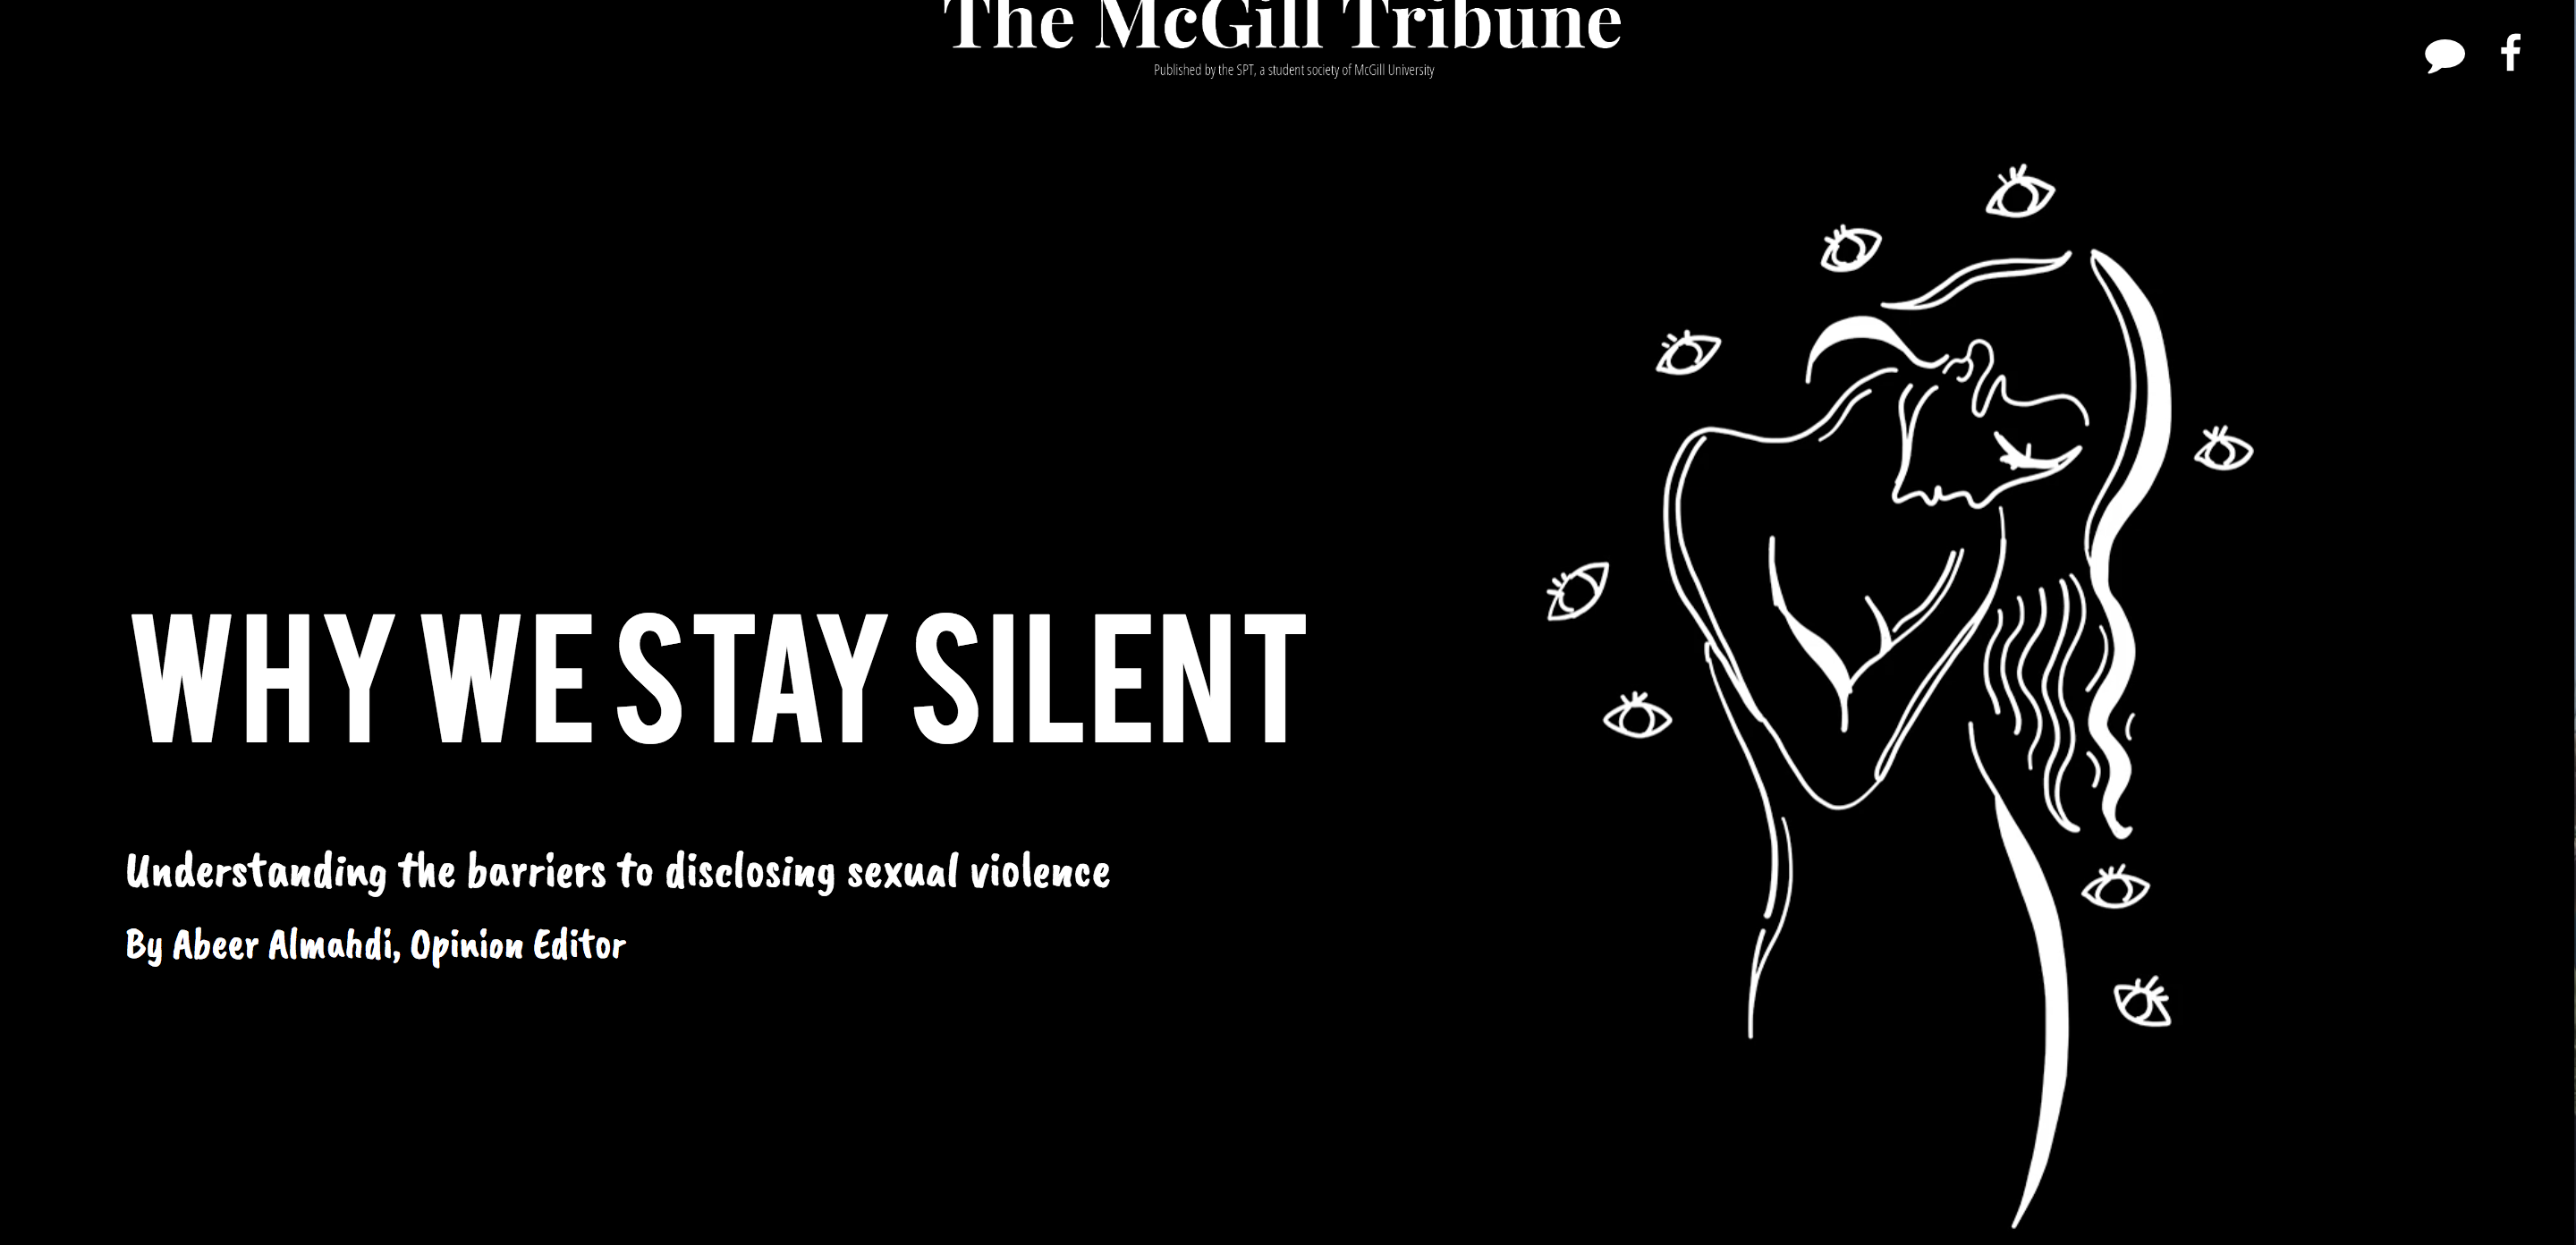 The McGill Tribune
Published by the SPT, a student society of McGill University
WHY WE STAY SILENT
Understanding the barriers to disclosing sexual violence
By Abeer Almahdi, Opinion Editor